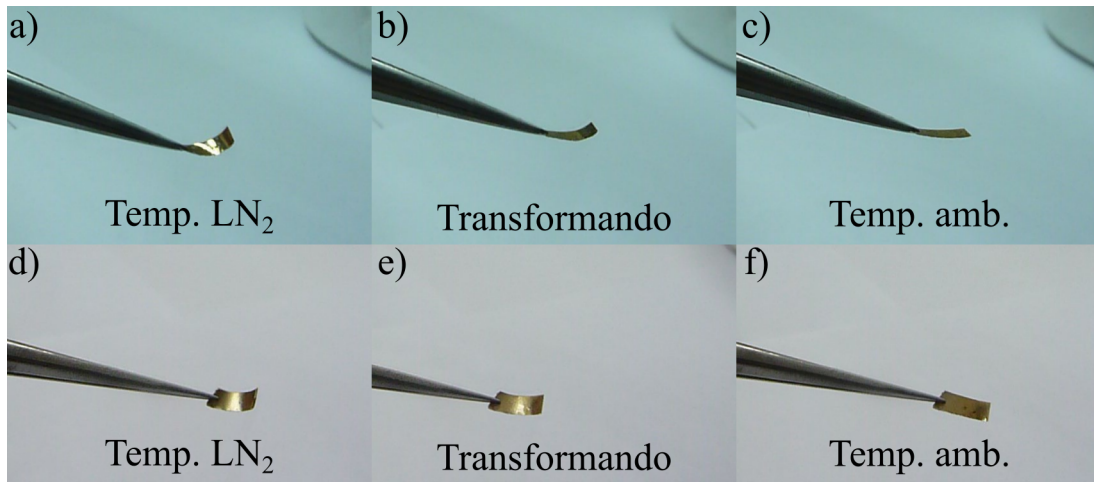 a)
b)
c)
Temp. LN₂
Transformando
Temp. amb.
d)
e)
f)
Temp. LN₂
Transformando
Temp. amb.